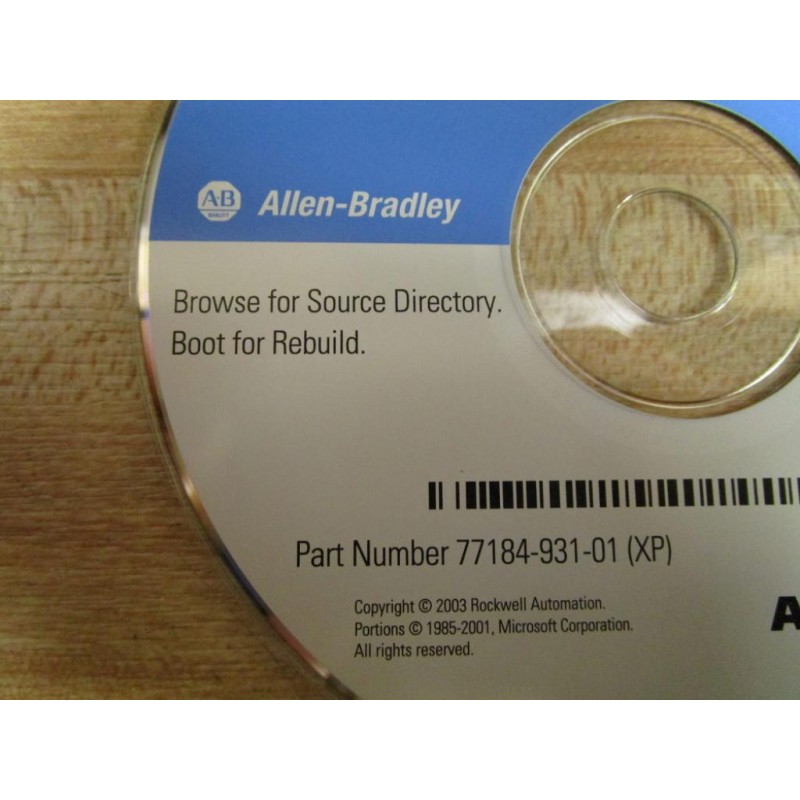 A-B
QUALITY
Allen-Bradley
Browse for Source Directory.
Boot for Rebuild.
Part Number 77184-931-01 (XP)
Copyright © 2003 Rockwell Automation.
Portions © 1985-2001, Microsoft Corporation.
All rights reserved.
A